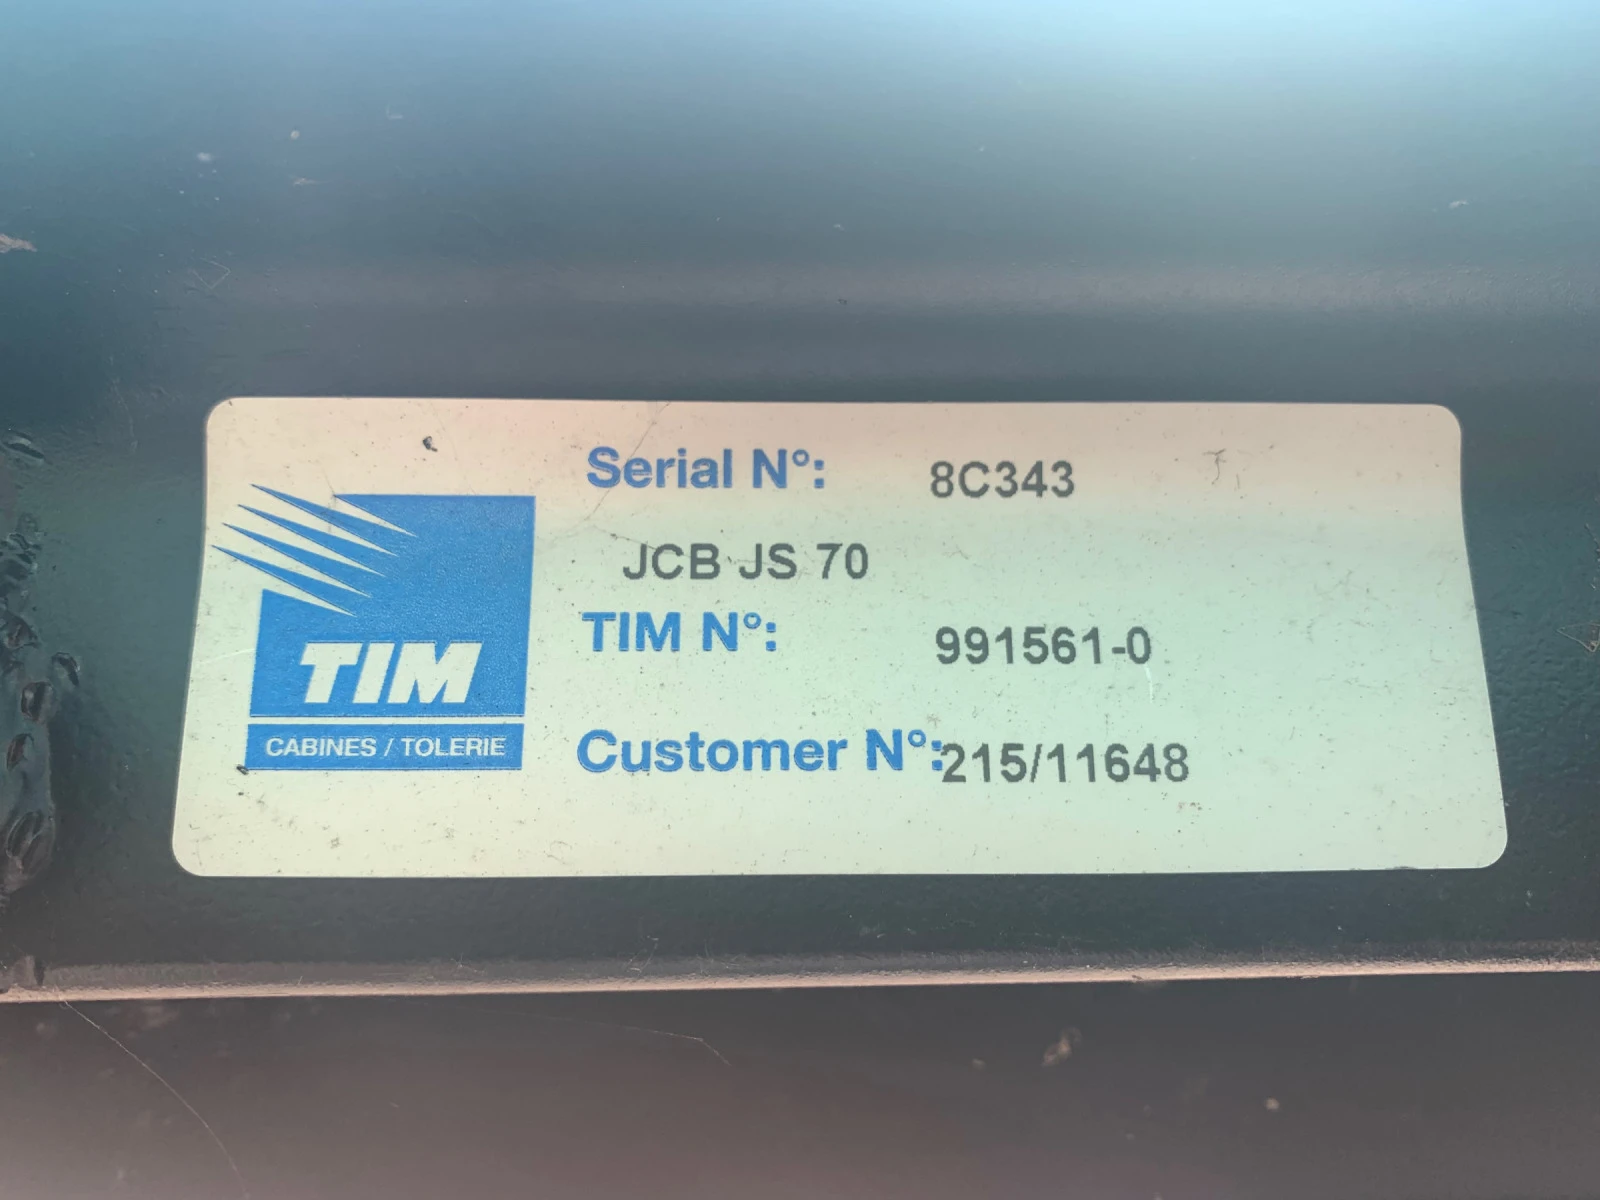 Serial N°: 8C343
JCB JS 70
TIM N°: 991561-0
Customer N°: 215/11648
TIM
CABINES / TOLERIE